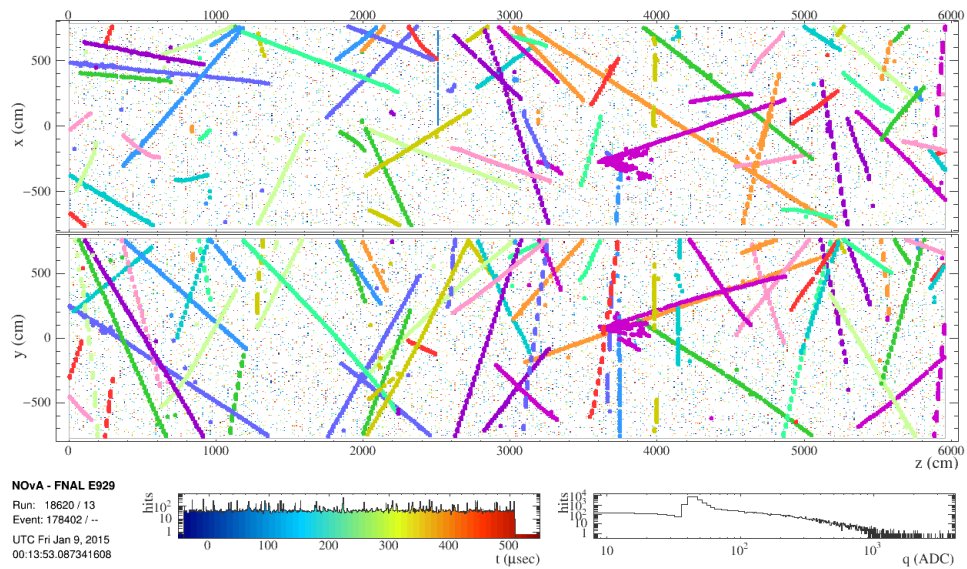 0 1000 2000 3000 4000 5000 6000
x (cm)
500
0
−500
y (cm)
500
0
−500
0 1000 2000 3000 4000 5000 6000
z (cm)
NOvA - FNAL E929
Run: 18620 / 13
Event: 178402 / --
UTC Fri Jan 9, 2015
00:13:53.087341608
hits
10²
1
0 100 200 300 400 500
t (μsec)
hits
10⁴
10³
10²
10
1
10 10² 10³
q (ADC)